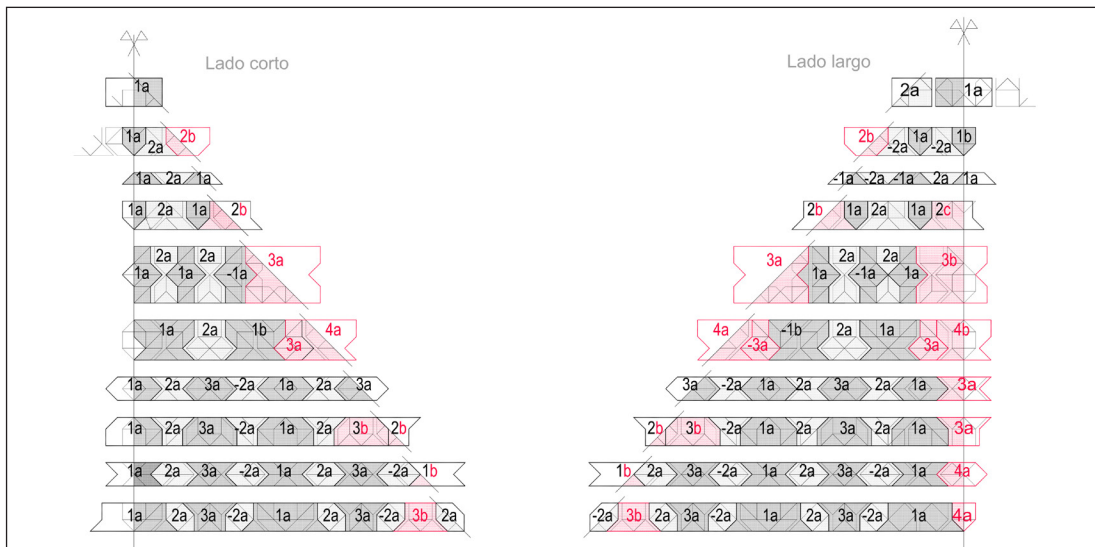 Lado corto
Lado largo
1a
2a 1a
1a 2a 2b
2b -2a 1a -2a 1b
1a 2a 1a
-1a -2a -1a 2a 1a
1a 2a 1a 2b
2b 1a 2a 1a 2c
1a 2a 1a 2a -1a 3a
3a 1a 2a -1a 2a 1a 3b
1a 2a 1b 3a 4a
4a -3a -1b 2a 1a 3a 4b
1a 2a 3a -2a 1a 2a 3a
3a -2a 1a 2a 3a 2a 1a 3a
1a 2a 3a -2a 1a 2a 3b 2b
2b 3b -2a 1a 2a 3a 2a 1a 3a
1a 2a 3a -2a 1a 2a 3a -2a 1b
1b 2a 3a -2a 1a 2a 3a -2a 1a 4a
1a 2a 3a -2a 1a 2a 3a -2a 3b 2a
-2a 3b 2a 3a -2a 1a 2a 3a -2a 1a 4a